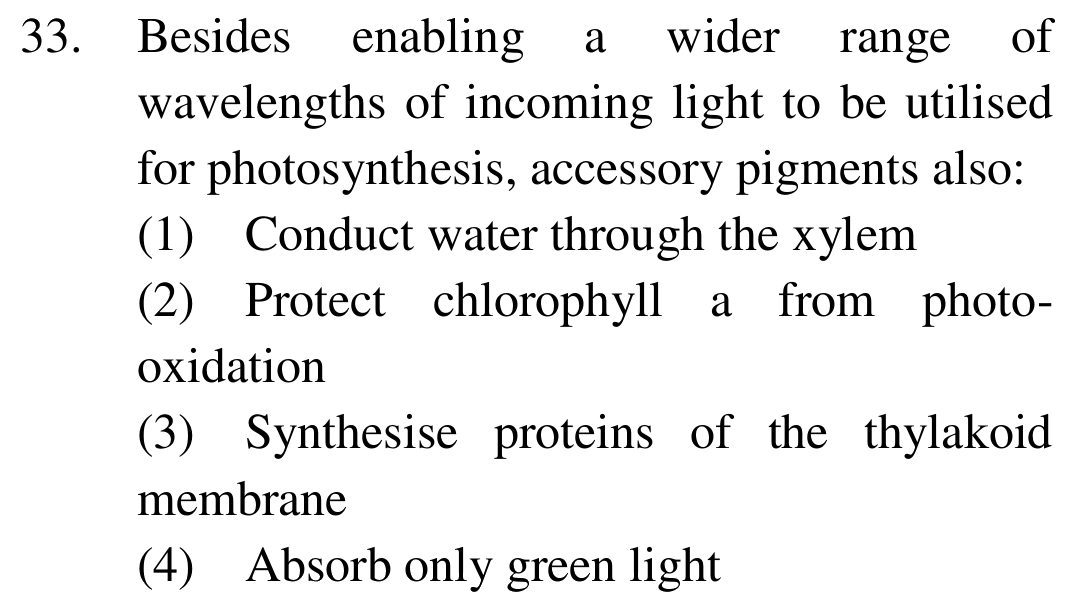 33. Besides enabling a wider range of
wavelengths of incoming light to be utilised
for photosynthesis, accessory pigments also:
(1) Conduct water through the xylem
(2) Protect chlorophyll a from photo-
oxidation
(3) Synthesise proteins of the thylakoid
membrane
(4) Absorb only green light